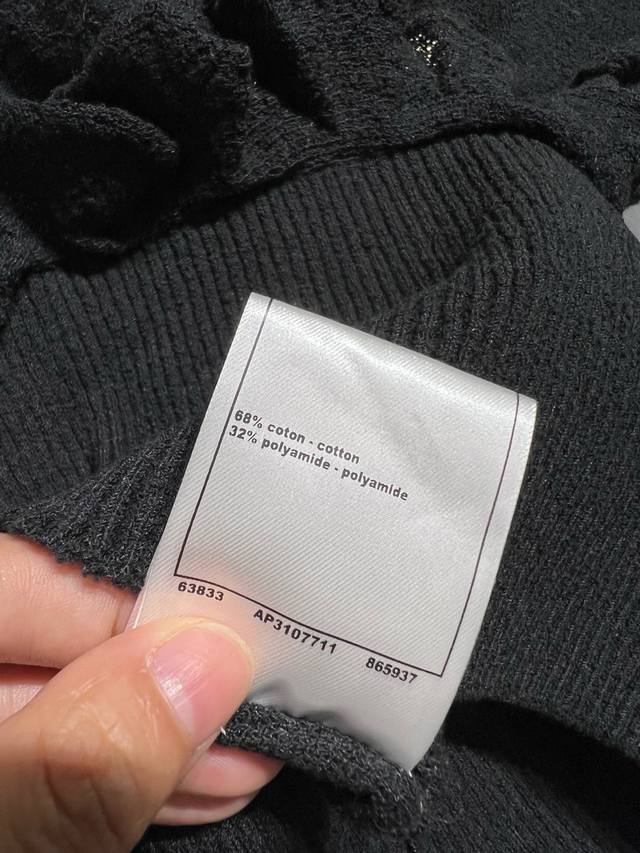 68% coton - cotton
32% polyamide - polyamide
63833 AP3107711 865937